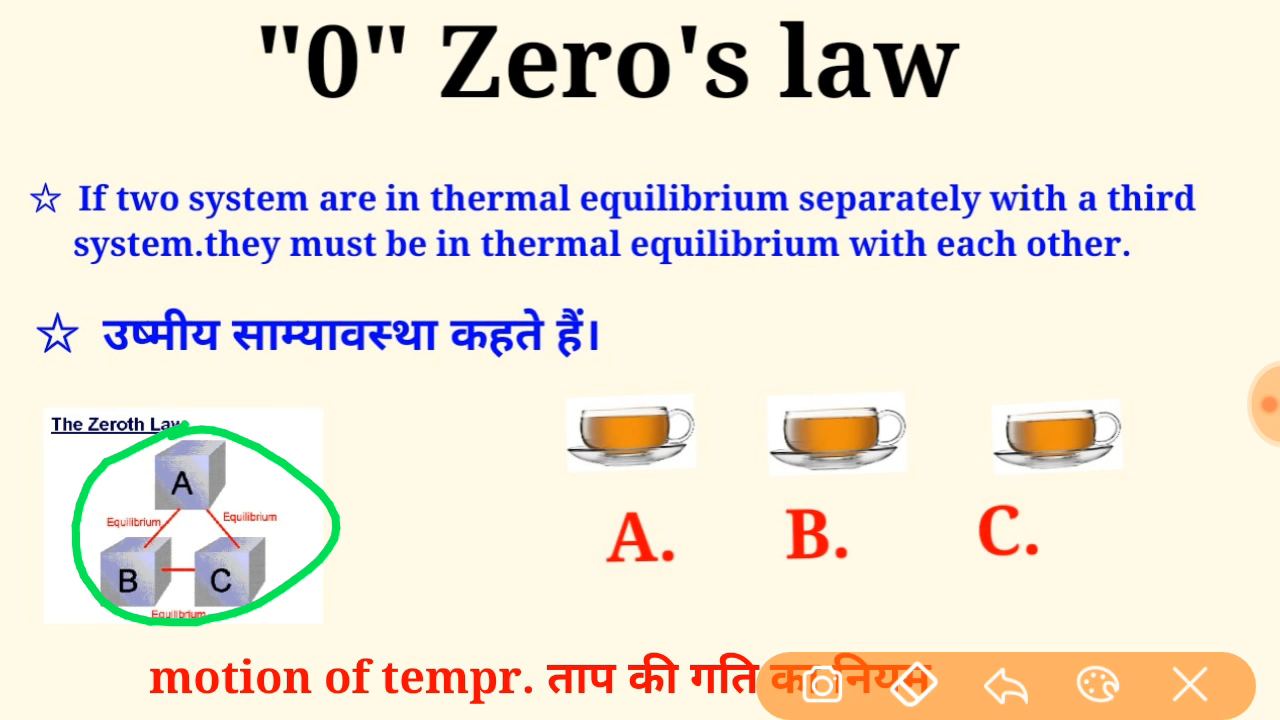 "0" Zero's law
☆ If two system are in thermal equilibrium separately with a third
system.they must be in thermal equilibrium with each other.
☆ उष्मीय साम्यावस्था कहते हैं।
The Zeroth Law
A
Equilibrium
Equilibrium
B
C
Equilibrium
A.
B.
C.
motion of tempr. ताप की गति का नियम